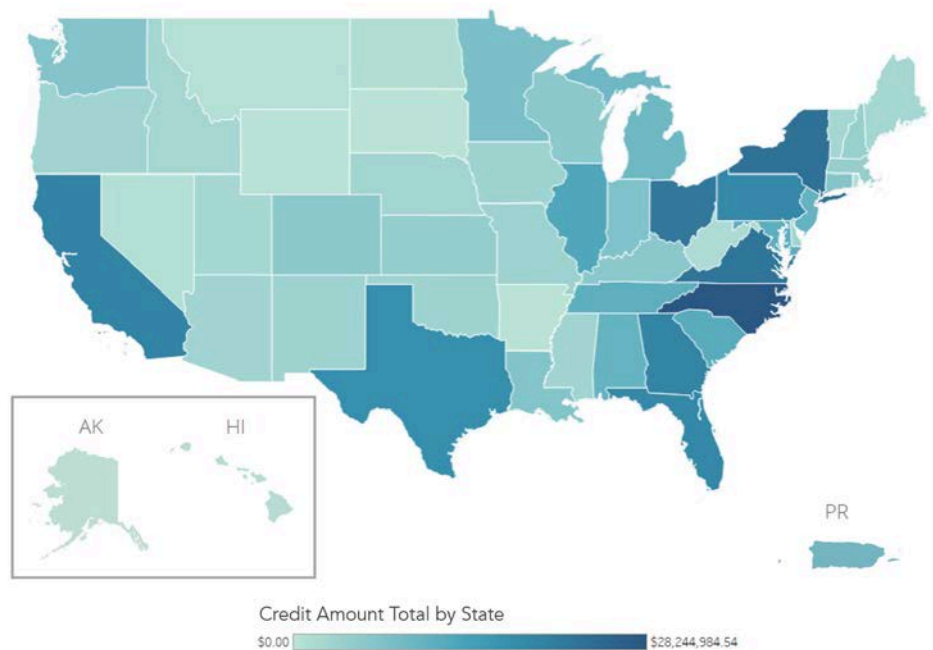 AK
HI
PR
Credit Amount Total by State
$0.00
$28,244,984.54